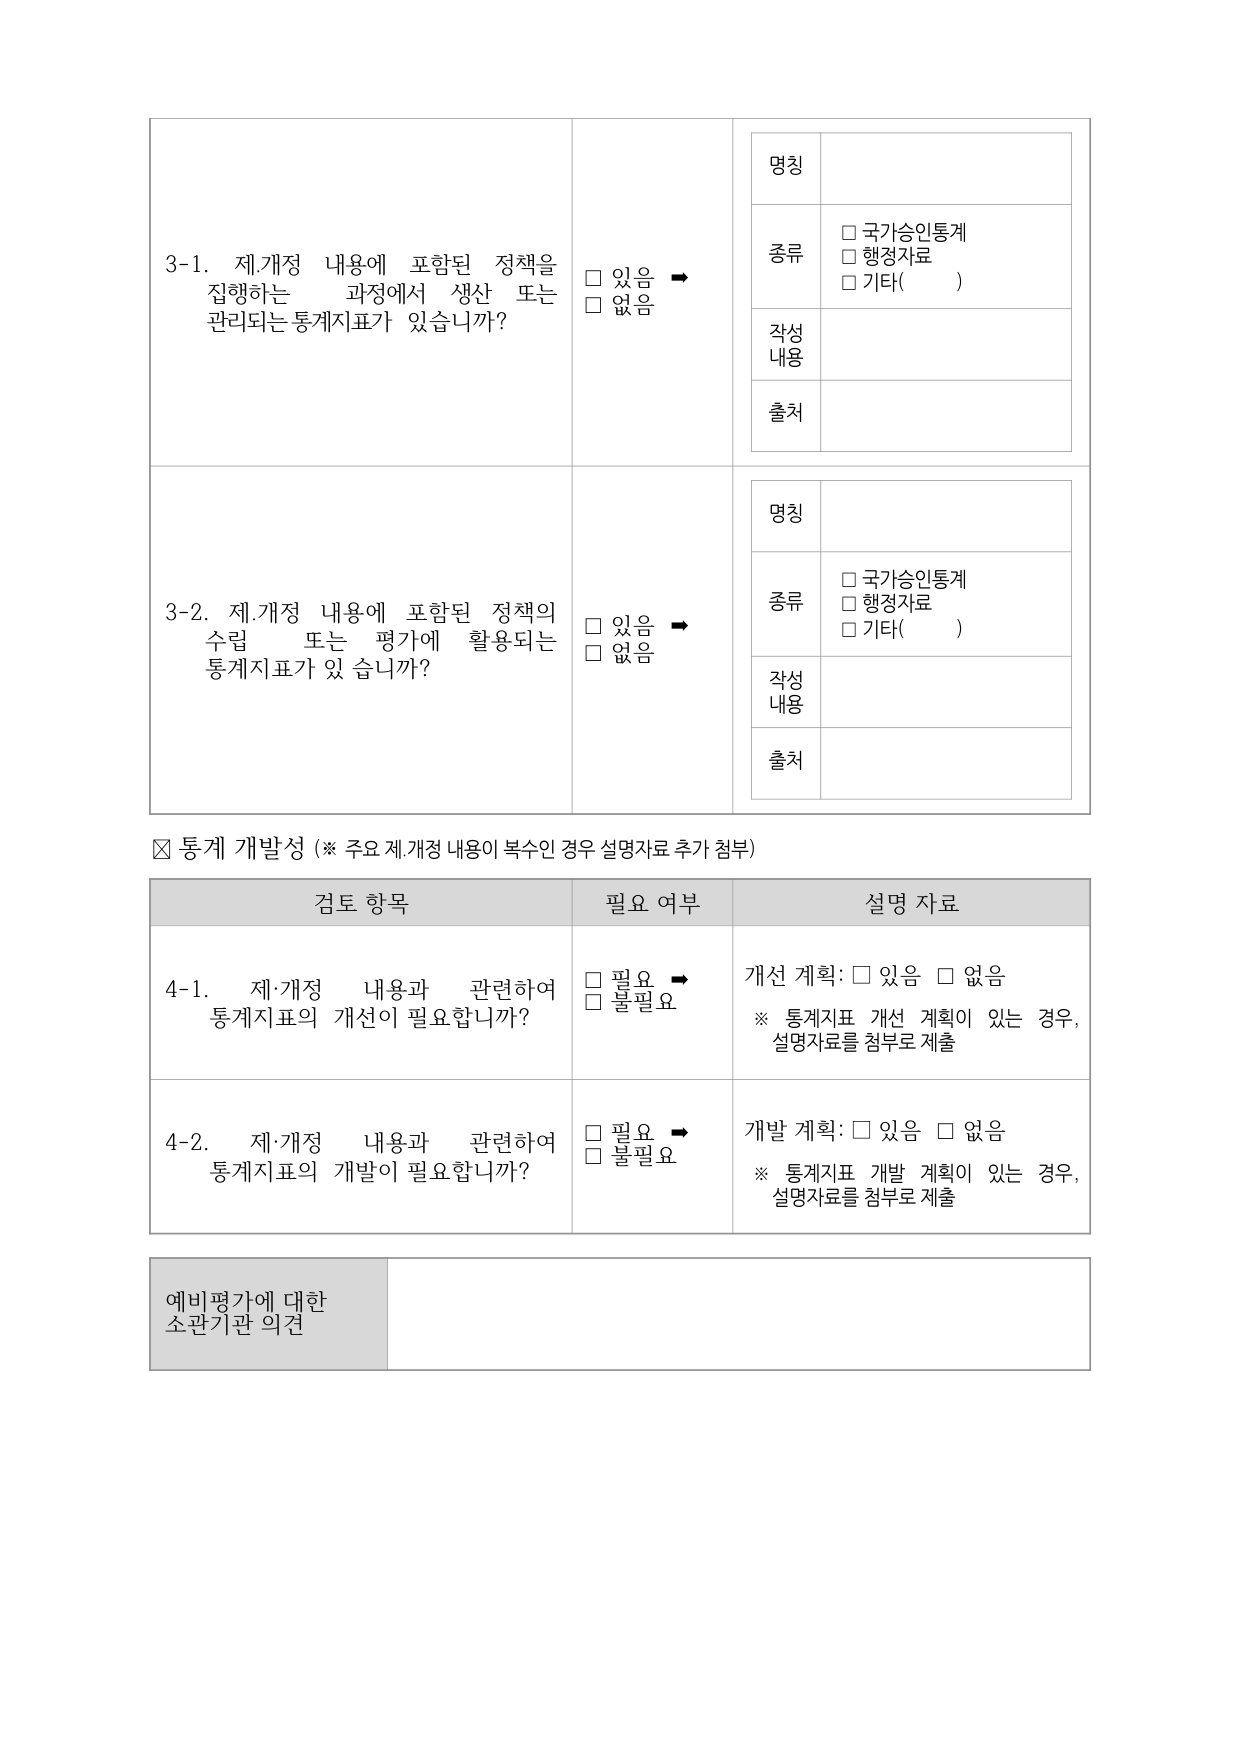 3-1. 제.개정 내용에 포함된 정책을
집행하는 과정에서 생산 또는
관리되는 통계지표가 있습니까?
□ 있음 ➡
□ 없음
명칭
종류
□ 국가승인통계
□ 행정자료
□ 기타( )
작성
내용
출처
3-2. 제.개정 내용에 포함된 정책의
수립 또는 평가에 활용되는
통계지표가 있 습니까?
□ 있음 ➡
□ 없음
명칭
종류
□ 국가승인통계
□ 행정자료
□ 기타( )
작성
내용
출처
☒ 통계 개발성 (※ 주요 제.개정 내용이 복수인 경우 설명자료 추가 첨부)
검토 항목 필요 여부 설명 자료
4-1. 제·개정 내용과 관련하여
통계지표의 개선이 필요합니까?
□ 필요 ➡
□ 불필요
개선 계획: □ 있음 □ 없음
※ 통계지표 개선 계획이 있는 경우,
설명자료를 첨부로 제출
4-2. 제·개정 내용과 관련하여
통계지표의 개발이 필요합니까?
□ 필요 ➡
□ 불필요
개발 계획: □ 있음 □ 없음
※ 통계지표 개발 계획이 있는 경우,
설명자료를 첨부로 제출
예비평가에 대한
소관기관 의견